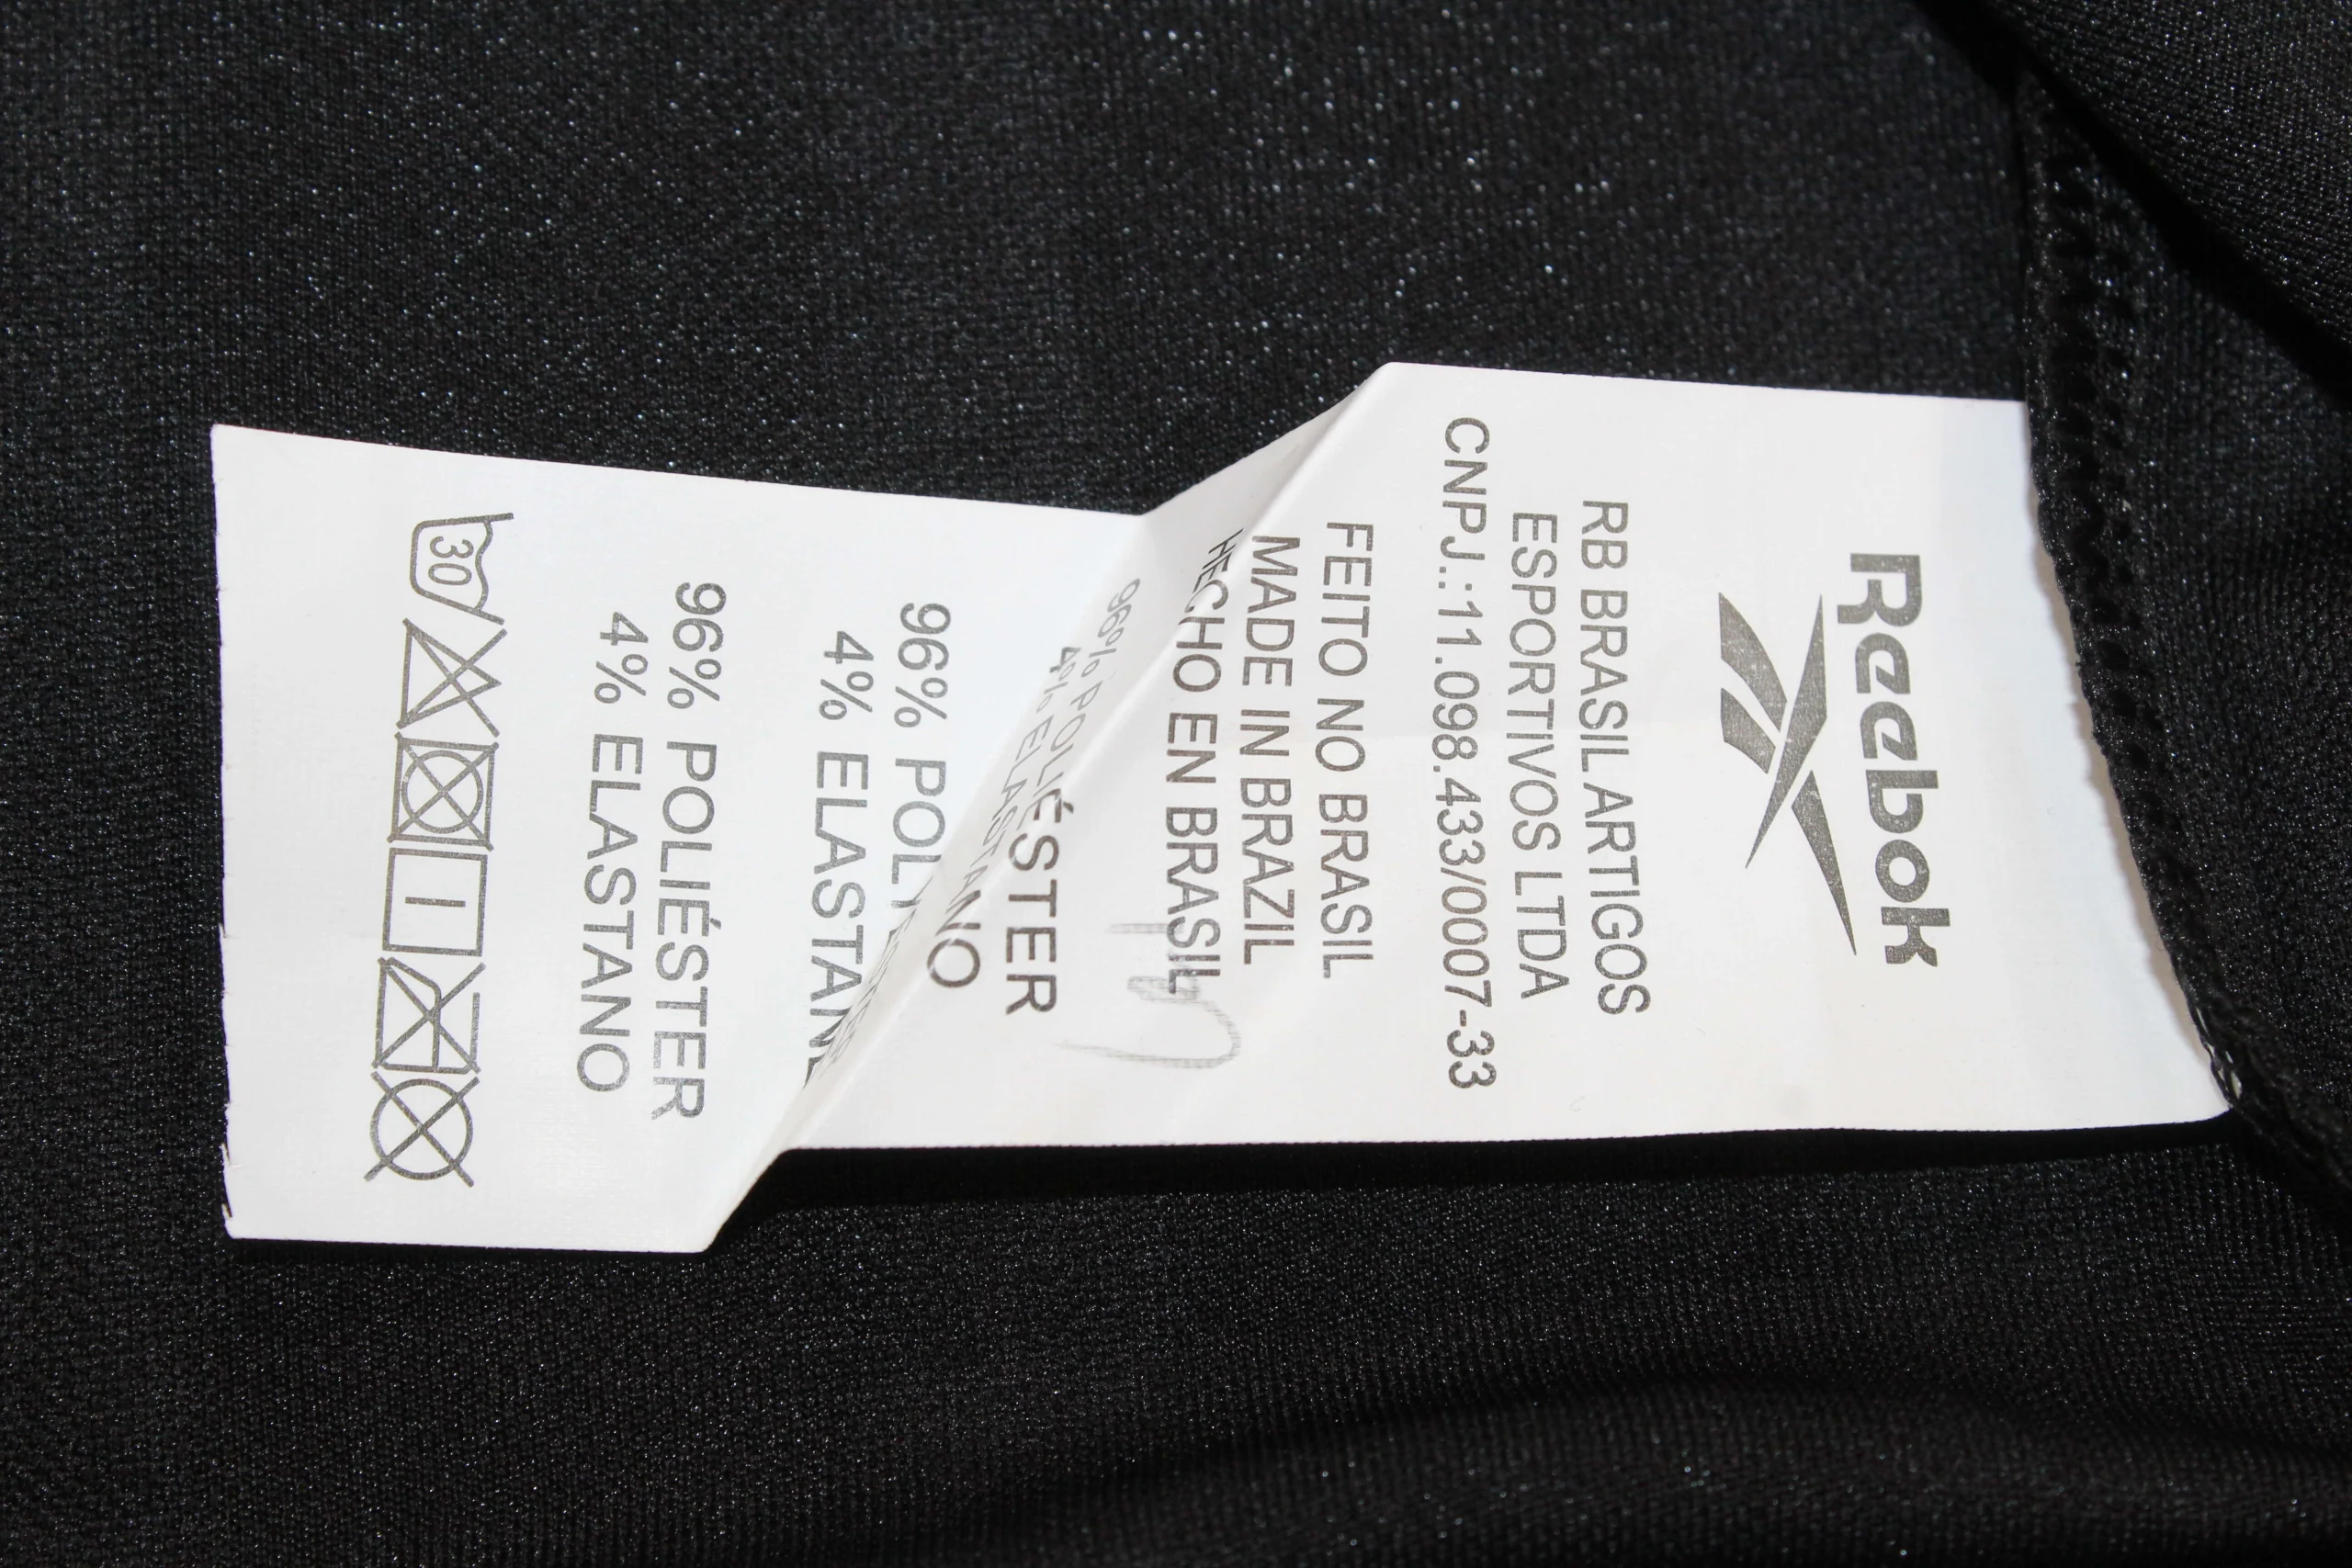 Reebok
RB BRASIL ARTIGOS
ESPORTIVOS LTDA
CNPJ.:11.098.433/0007-33
FEITO NO BRASIL
MADE IN BRAZIL
HECHO EN BRASIL
96% POLIÉSTER
4% ELASTANO
96%
4% ELASTAN
96% POLIÉSTER
4% ELASTANO
30